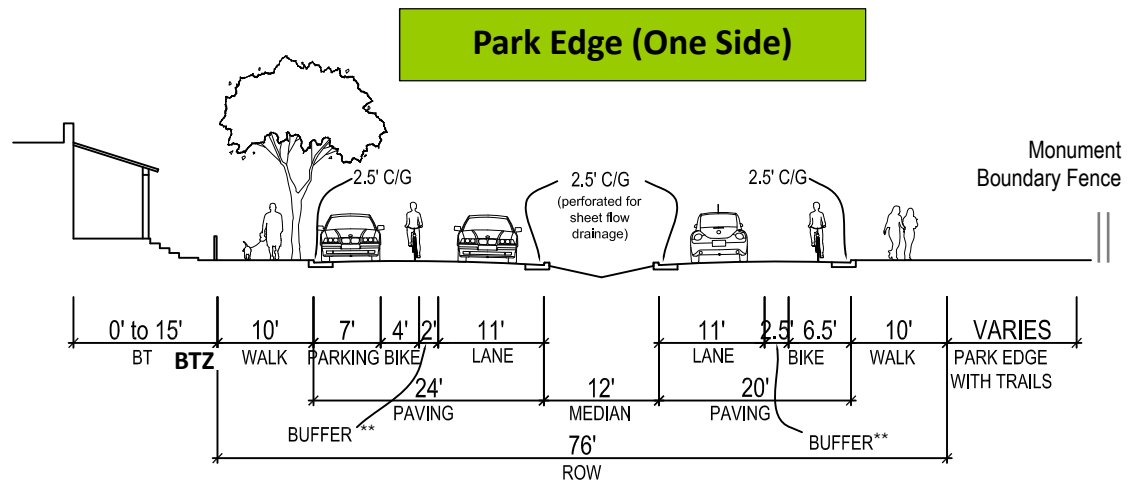 Park Edge (One Side)
Monument
Boundary Fence
2.5' C/G
2.5' C/G
(perforated for
sheet flow
drainage)
2.5' C/G
0' to 15'
BT
BTZ
10'
WALK
7'
PARKING
4'
BIKE
2'
11'
LANE
11'
LANE
2.5'
6.5'
BIKE
10'
WALK
VARIES
PARK EDGE
WITH TRAILS
24'
PAVING
12'
MEDIAN
20'
PAVING
BUFFER **
BUFFER**
76'
ROW